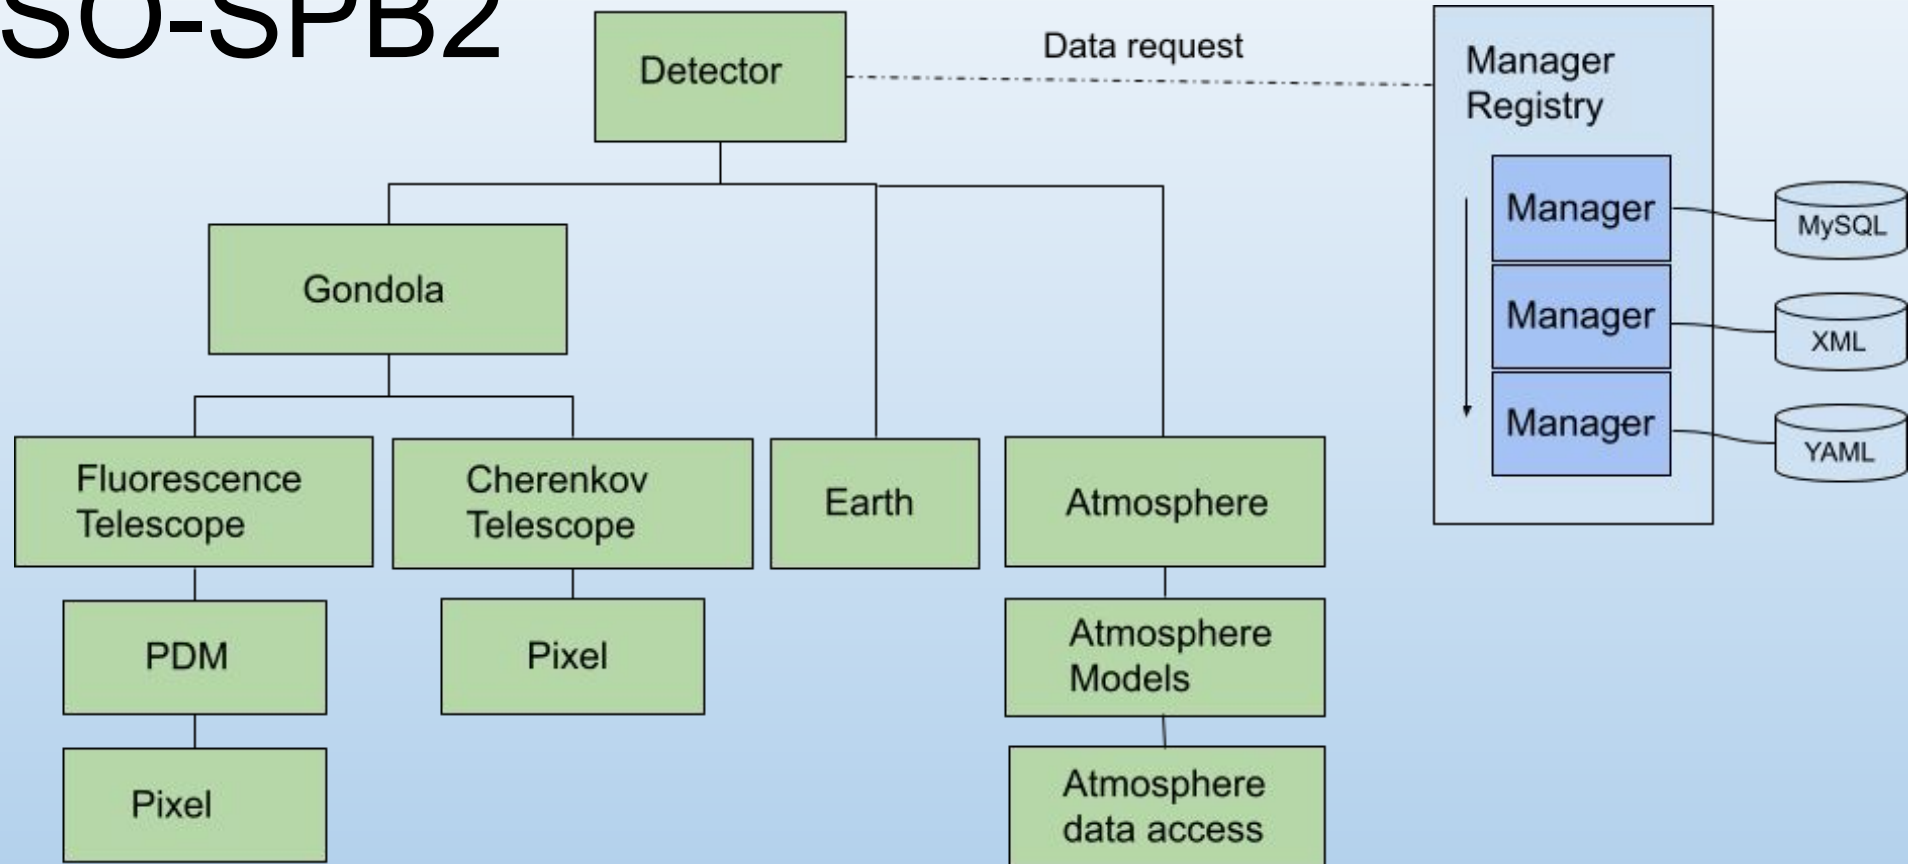 SO-SPB2
Detector
Data request
Manager
Registry
Manager
MySQL
Manager
XML
Manager
YAML
Gondola
Fluorescence
Telescope
Cherenkov
Telescope
Earth
Atmosphere
PDM
Pixel
Atmosphere
Models
Pixel
Atmosphere
data access